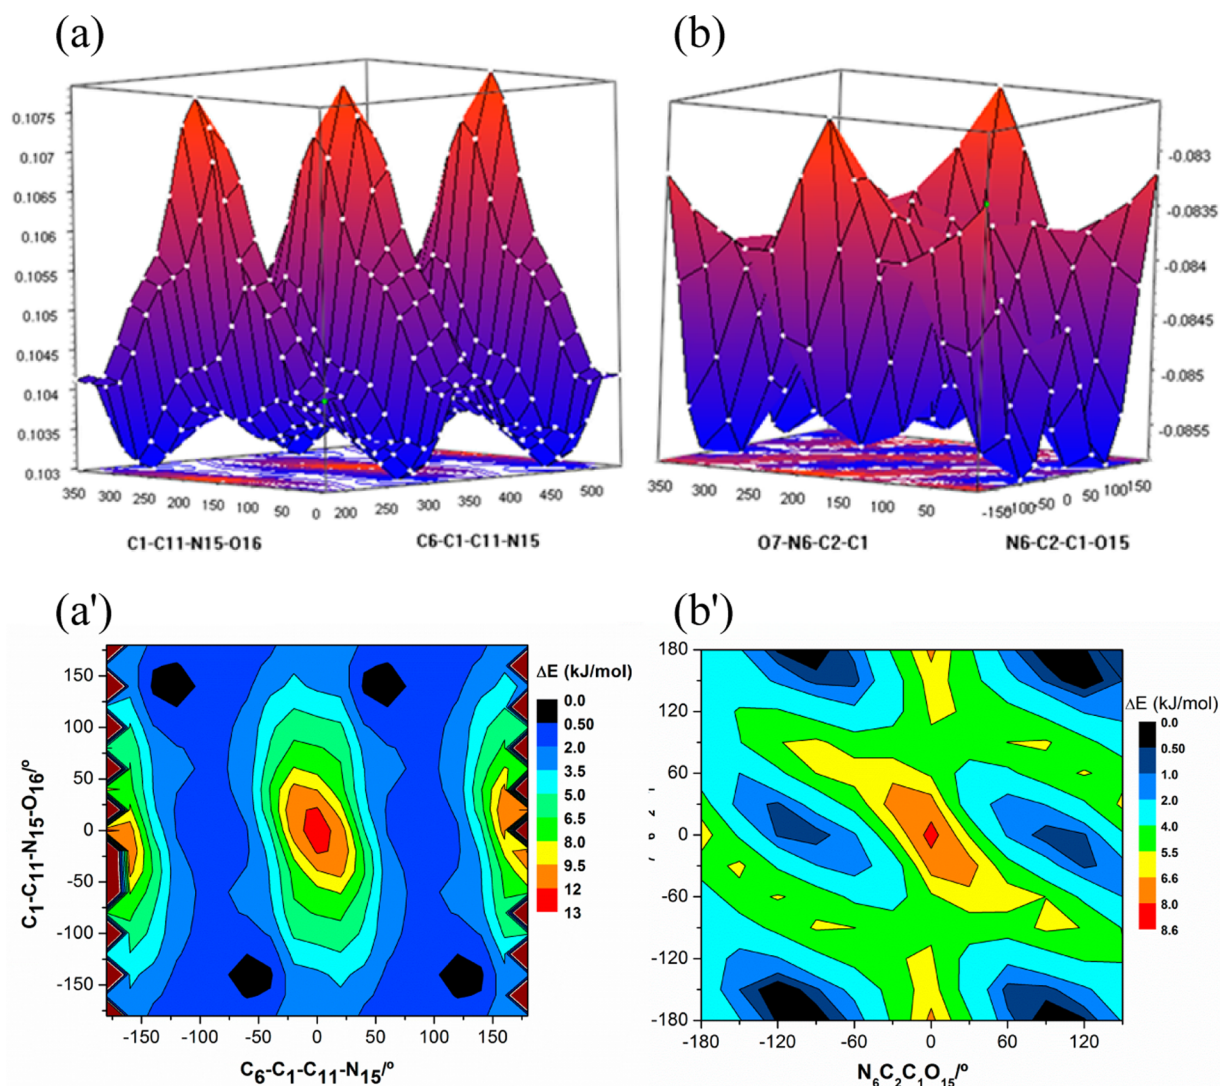 (a)
(b)
0.1075
0.107
0.1065
0.106
0.1055
0.105
0.1045
0.104
0.1035
0.103
350 300 250 200 150 100 50 0 200 250 300 350 400 450 500
C1-C11-N15-O16
C6-C1-C11-N15
-0.083
-0.0835
-0.084
-0.0845
-0.085
-0.0855
350 300 250 200 150 100 50 -150 -100 -50 0 50 100 150
O7-N6-C2-C1
N6-C2-C1-O15
(a')
(b')
C₁-C₁₁-N₁₅-O₁₆/º
150
100
50
0
-50
-100
-150
-150 -100 -50 0 50 100 150
C₆-C₁-C₁₁-N₁₅/º
ΔE (kJ/mol)
0.0
0.50
2.0
3.5
5.0
6.5
8.0
9.5
12
13
180
120
60
0
-60
-120
-180
-180 -120 -60 0 60 120
N₆C₂C₁O₁₅/º
ΔE (kJ/mol)
0.0
0.50
1.0
2.0
4.0
5.5
6.6
8.0
8.6